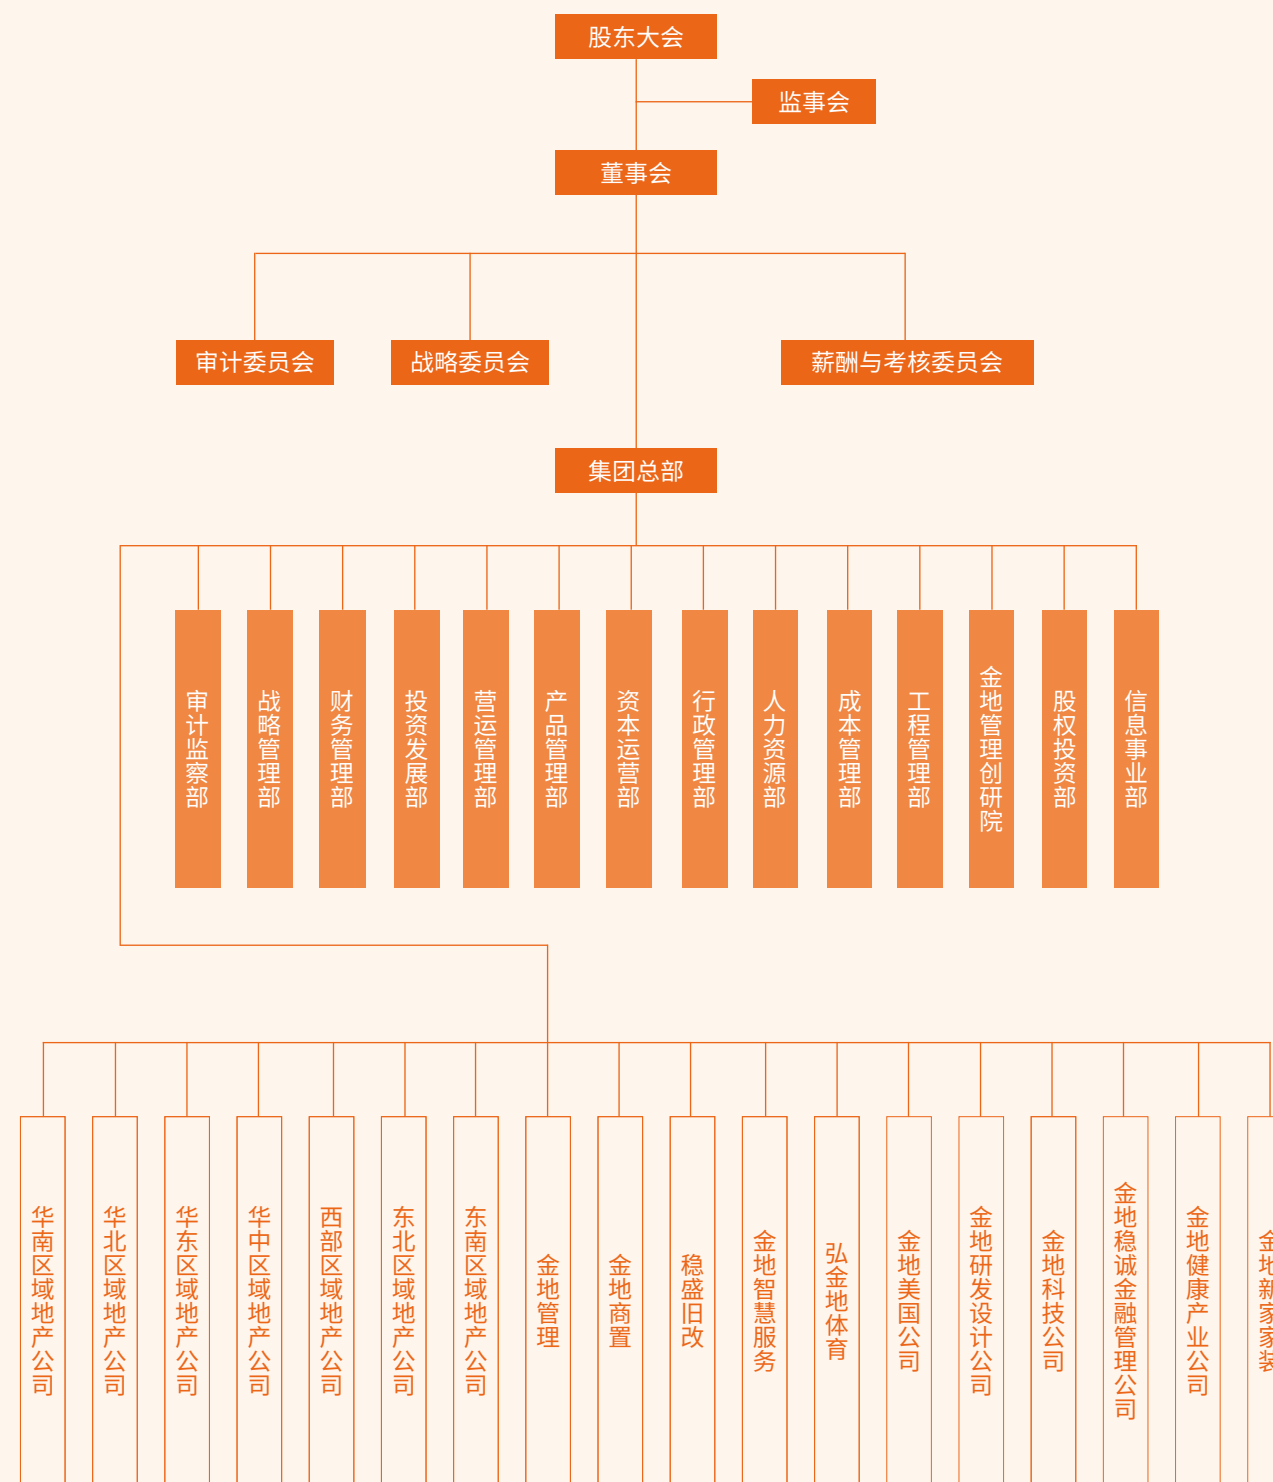 股东大会
监事会
董事会
审计委员会
战略委员会
薪酬与考核委员会
集团总部
审计监察部
战略管理部
财务管理部
投资发展部
营运管理部
产品管理部
资本运营部
行政管理部
人力资源部
成本管理部
工程管理部
金地管理创研院
股权投资部
信息事业部
华南区域地产公司
华北区域地产公司
华东区域地产公司
华中区域地产公司
西部区域地产公司
东北区域地产公司
东南区域地产公司
金地管理
金地商置
稳盛旧改
金地智慧服务
弘金地体育
金地美国公司
金地研发设计公司
金地科技公司
金地稳诚金融管理公司
金地健康产业公司
金地新家家装